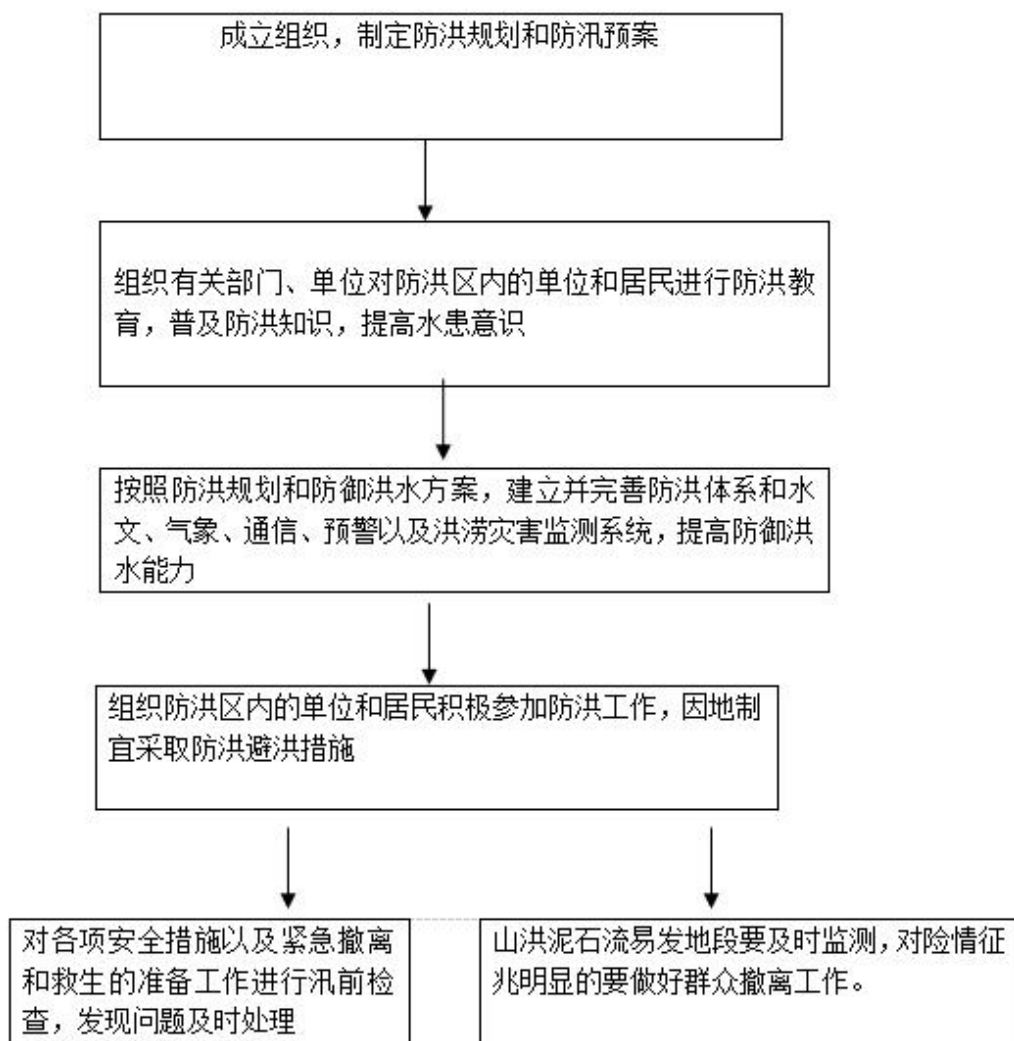 成立组织，制定防洪规划和防汛预案
组织有关部门、单位对防洪区内的单位和居民进行防洪教
育，普及防洪知识，提高水患意识
按照防洪规划和防御洪水方案，建立并完善防洪体系和水
文、气象、通信、预警以及洪涝灾害监测系统，提高防御洪
水能力
组织防洪区内的单位和居民积极参加防洪工作，因地制
宜采取防洪避洪措施
对各项安全措施以及紧急撤离
和救生的准备工作进行汛前检
查，发现问题及时处理
山洪泥石流易发地段要及时监测，对险情征
兆明显的要做好群众撤离工作。